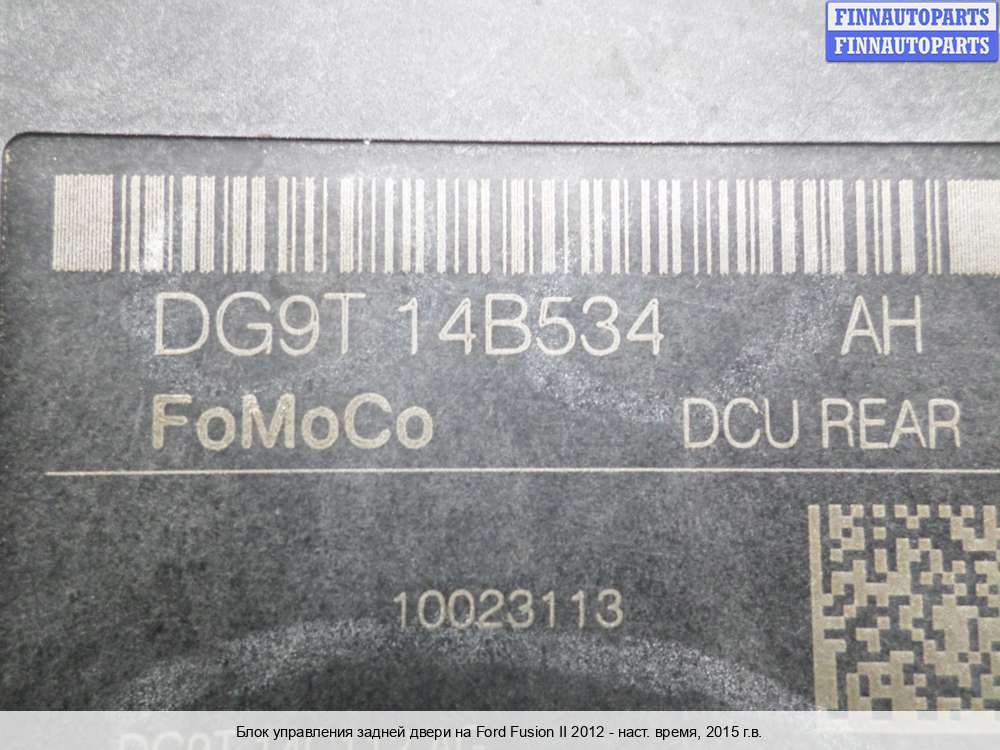 FINNAUTOPARTS
FINNAUTOPARTS
DG9T 14B534 AH
FoMoCo DCU REAR
10023113
Блок управления задней двери на Ford Fusion II 2012 - наст. время, 2015 г.в.